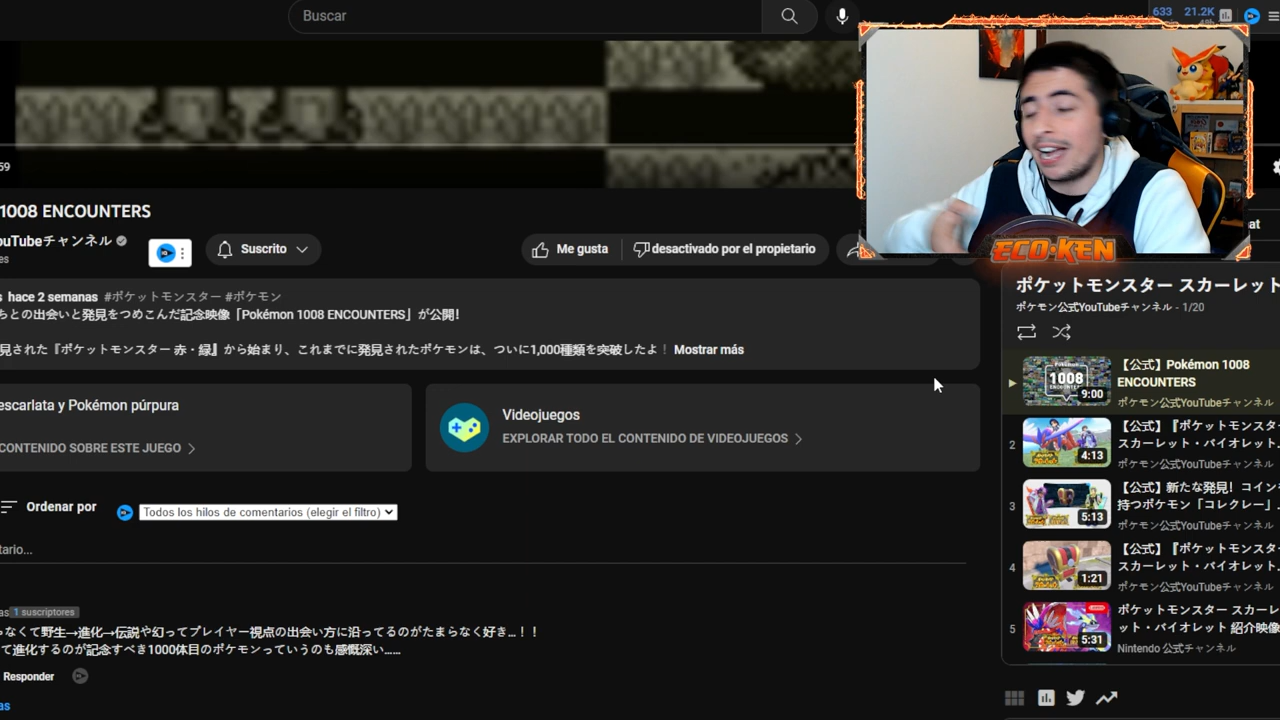 Buscar
633
21.2K
48h
59
1008 ENCOUNTERS
ouTubeチャンネル
es
Suscrito
Me gusta
desactivado por el propietario
at
ECO·KEN
s hace 2 semanas #ポケットモンスター #ポケモン
ちとの出会いと発見をつめこんだ記念映像「Pokémon 1008 ENCOUNTERS」が公開!
見された『ポケットモンスター 赤・緑』から始まり、これまでに発見されたポケモンは、ついに1,000種類を突破したよ! Mostrar más
escarlata y Pokémon púrpura
CONTENIDO SOBRE ESTE JUEGO
Videojuegos
EXPLORAR TODO EL CONTENIDO DE VIDEOJUEGOS
Ordenar por
Todos los hilos de comentarios (elegir el filtro)
tario...
as 1 suscriptores
らなくて野生→進化→伝説や幻ってプレイヤー視点の出会い方に沿ってるのがたまらなく好き…！！
て進化するのが記念すべき1000体目のポケモンっていうのも感慨深い……
Responder
as
ポケットモンスター スカーレット
ポケモン公式YouTubeチャンネル - 1/20
1008
9:00
【公式】Pokémon 1008
ENCOUNTERS
ポケモン公式YouTubeチャンネル
2
4:13
【公式】『ポケットモンスター
スカーレット・バイオレット...
ポケモン公式YouTubeチャンネル
3
5:13
【公式】新たな発見！コインを
持つポケモン「コレクレー」...
ポケモン公式YouTubeチャンネル
4
1:21
【公式】『ポケットモンスター
スカーレット・バイオレット...
ポケモン公式YouTubeチャンネル
5
5:31
ポケットモンスター スカーレ
ット・バイオレット 紹介映像
Nintendo 公式チャンネル